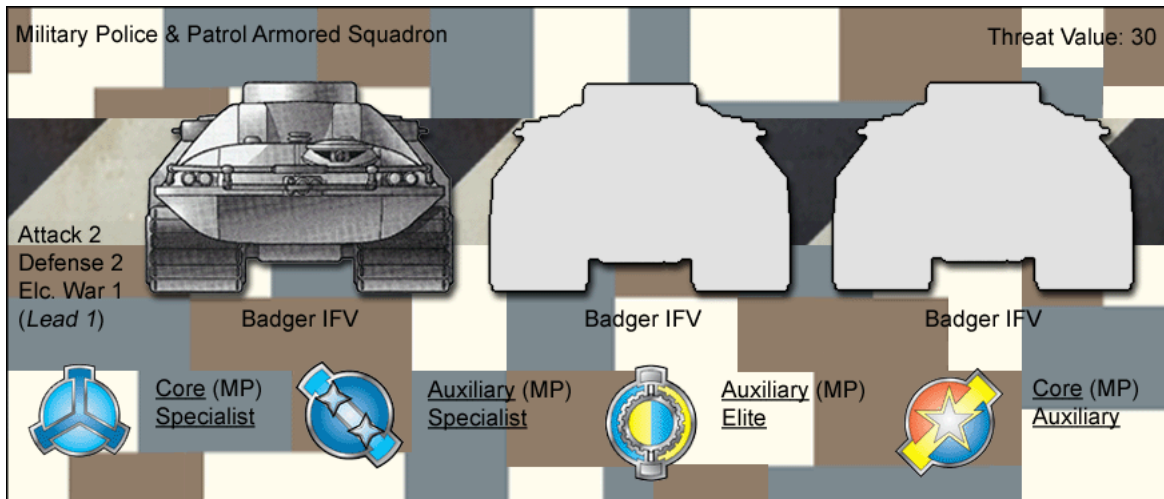 Military Police & Patrol Armored Squadron
Threat Value: 30
Attack 2
Defense 2
Elc. War 1
(Lead 1)
Badger IFV
Badger IFV
Badger IFV
Core (MP)
Specialist
Auxiliary (MP)
Specialist
Auxiliary (MP)
Elite
Core (MP)
Auxiliary